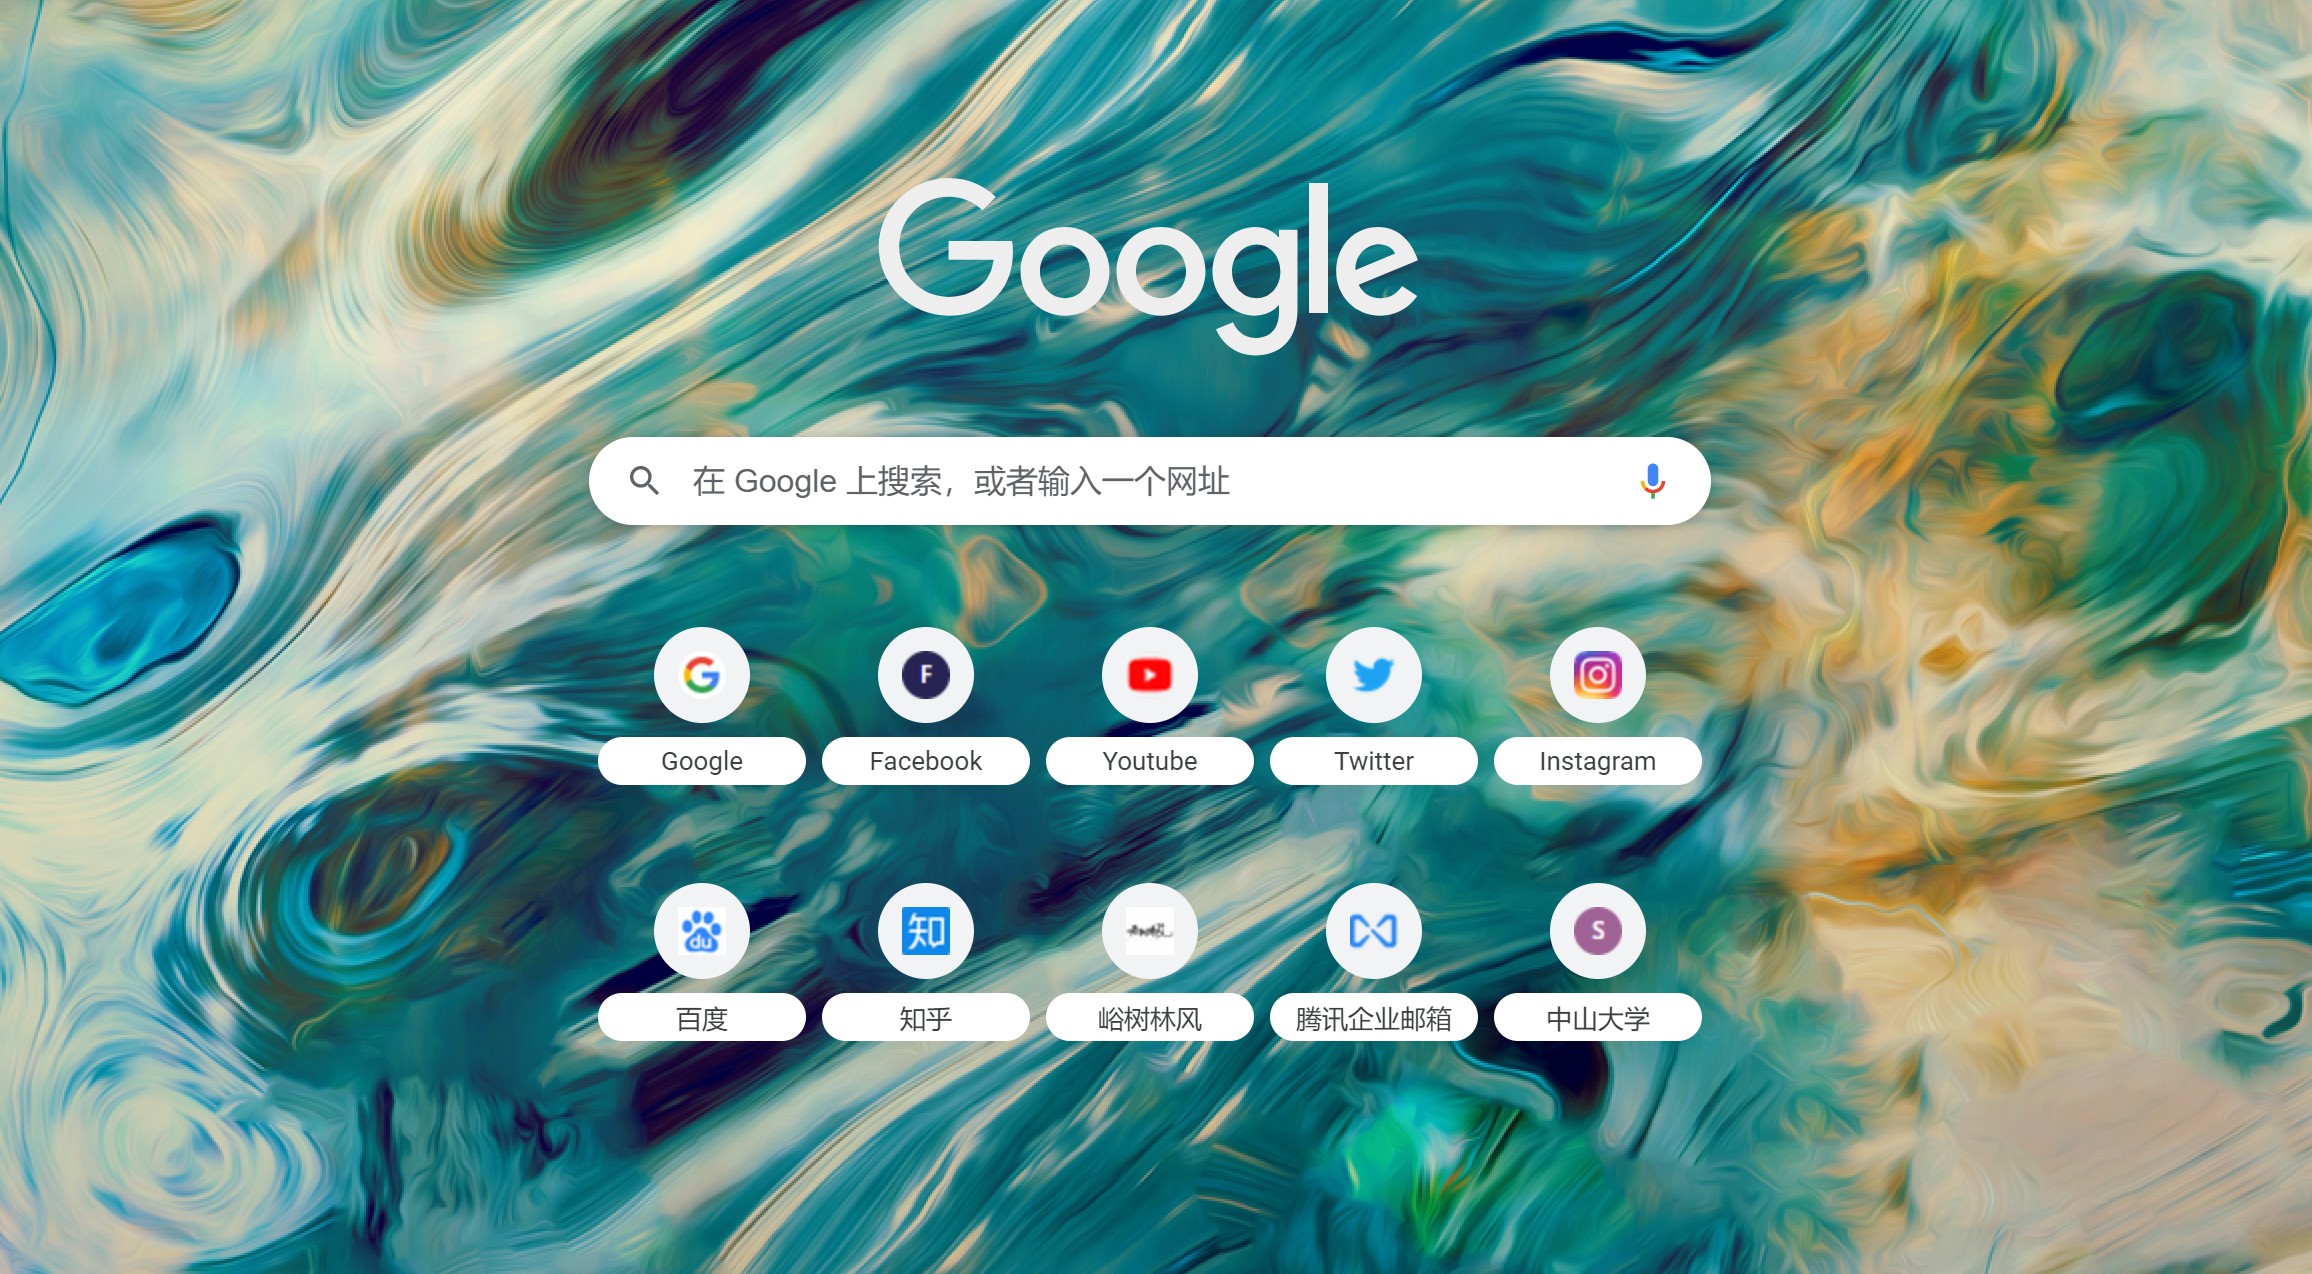 Google
在 Google 上搜索，或者输入一个网址
F
Google
Facebook
Youtube
Twitter
Instagram
du
知
S
百度
知乎
峪树林风
腾讯企业邮箱
中山大学